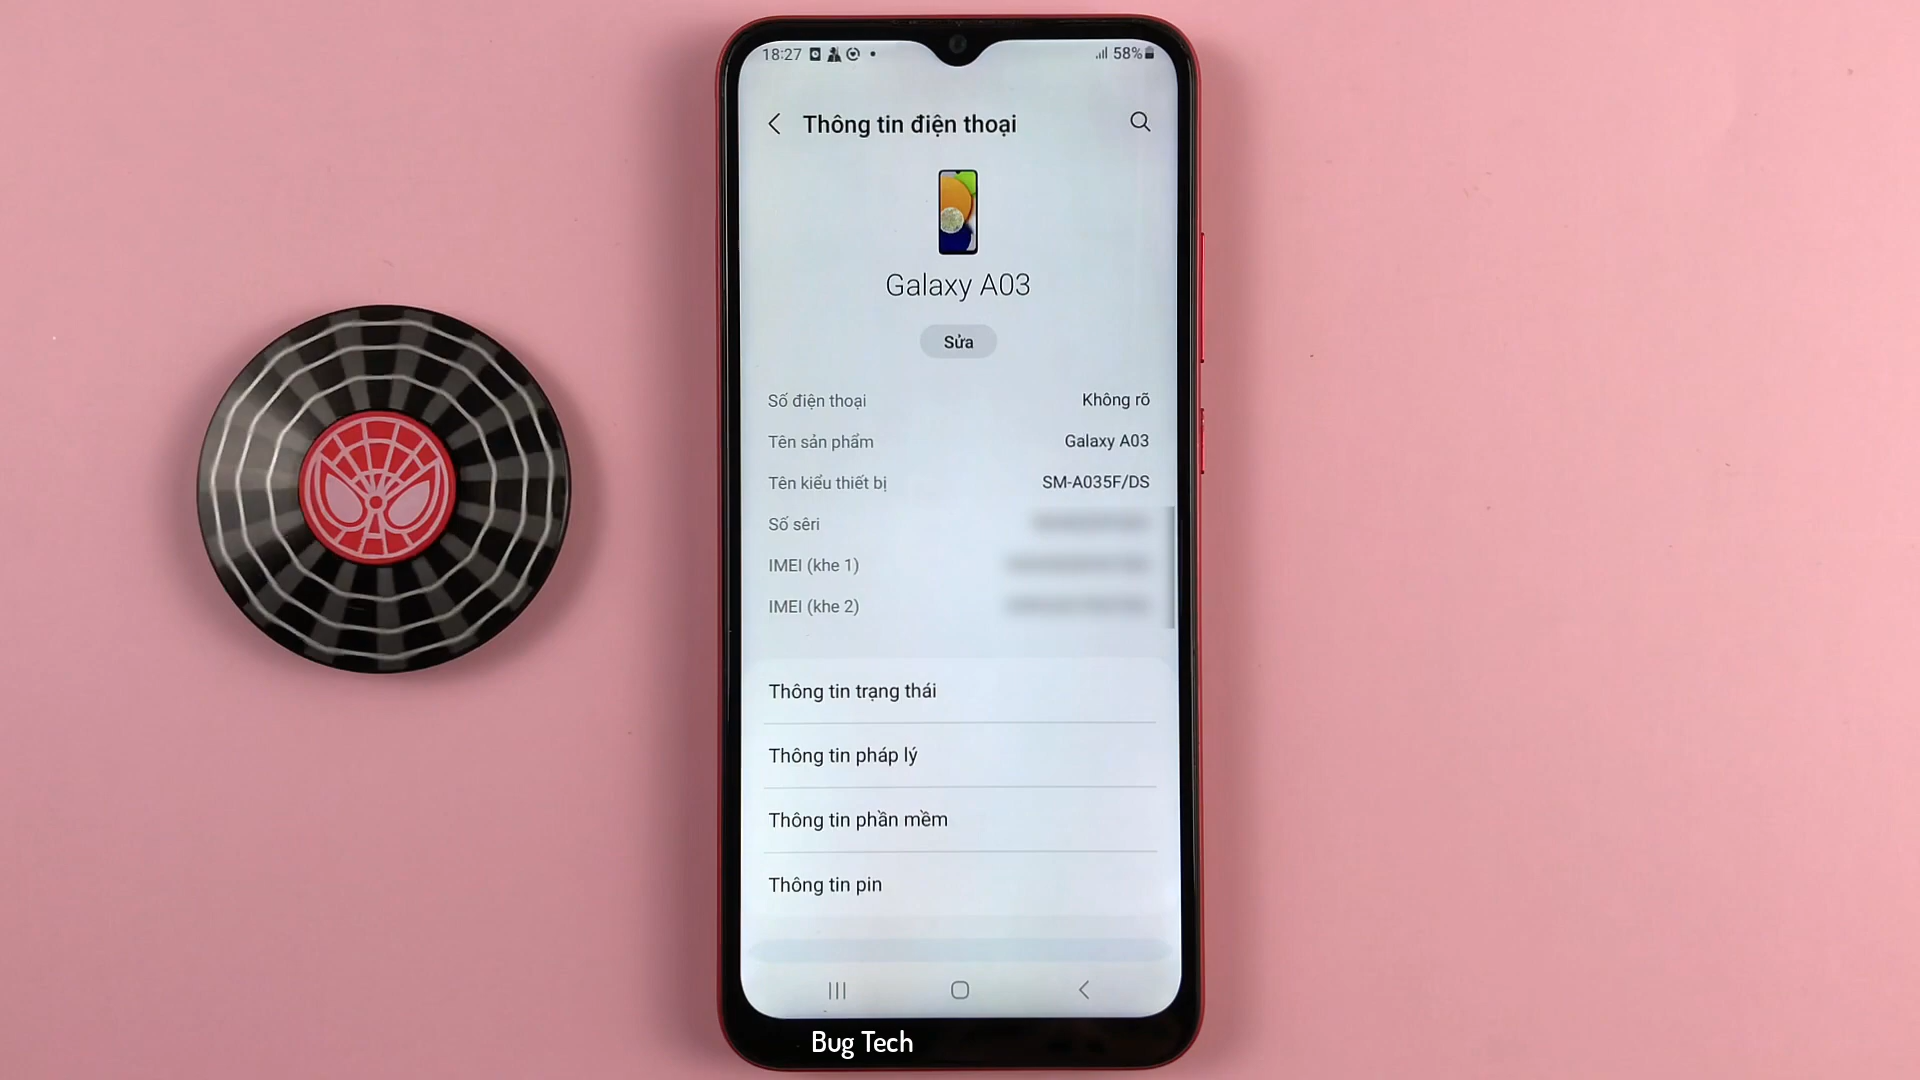 18:27
58%
Thông tin điện thoại
Galaxy A03
Sửa
Số điện thoại Không rõ
Tên sản phẩm Galaxy A03
Tên kiểu thiết bị SM-A035F/DS
Số sêri
IMEI (khe 1)
IMEI (khe 2)
Thông tin trạng thái
Thông tin pháp lý
Thông tin phần mềm
Thông tin pin
Bug Tech